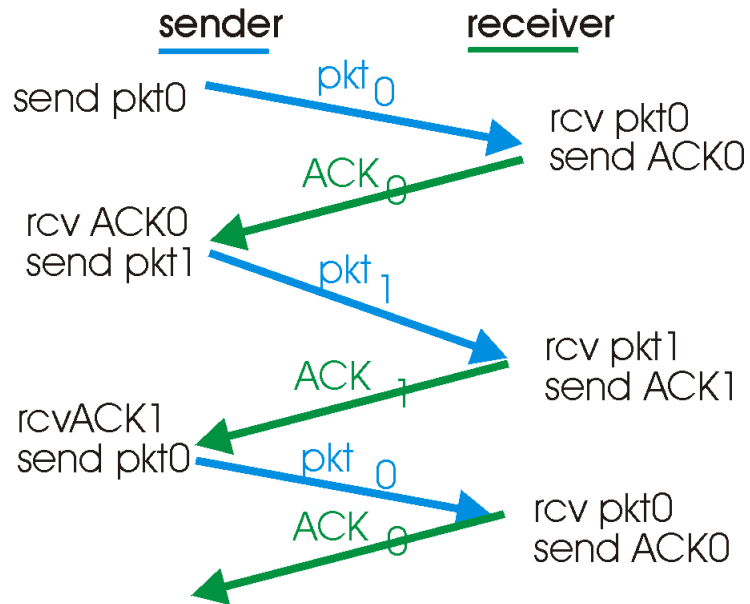 sender
receiver
send pkt0
pkt0
rcv pkt0
send ACK0
ACK0
rcv ACK0
send pkt1
pkt1
rcv pkt1
send ACK1
ACK1
rcvACK1
send pkt0
pkt0
rcv pkt0
send ACK0
ACK0